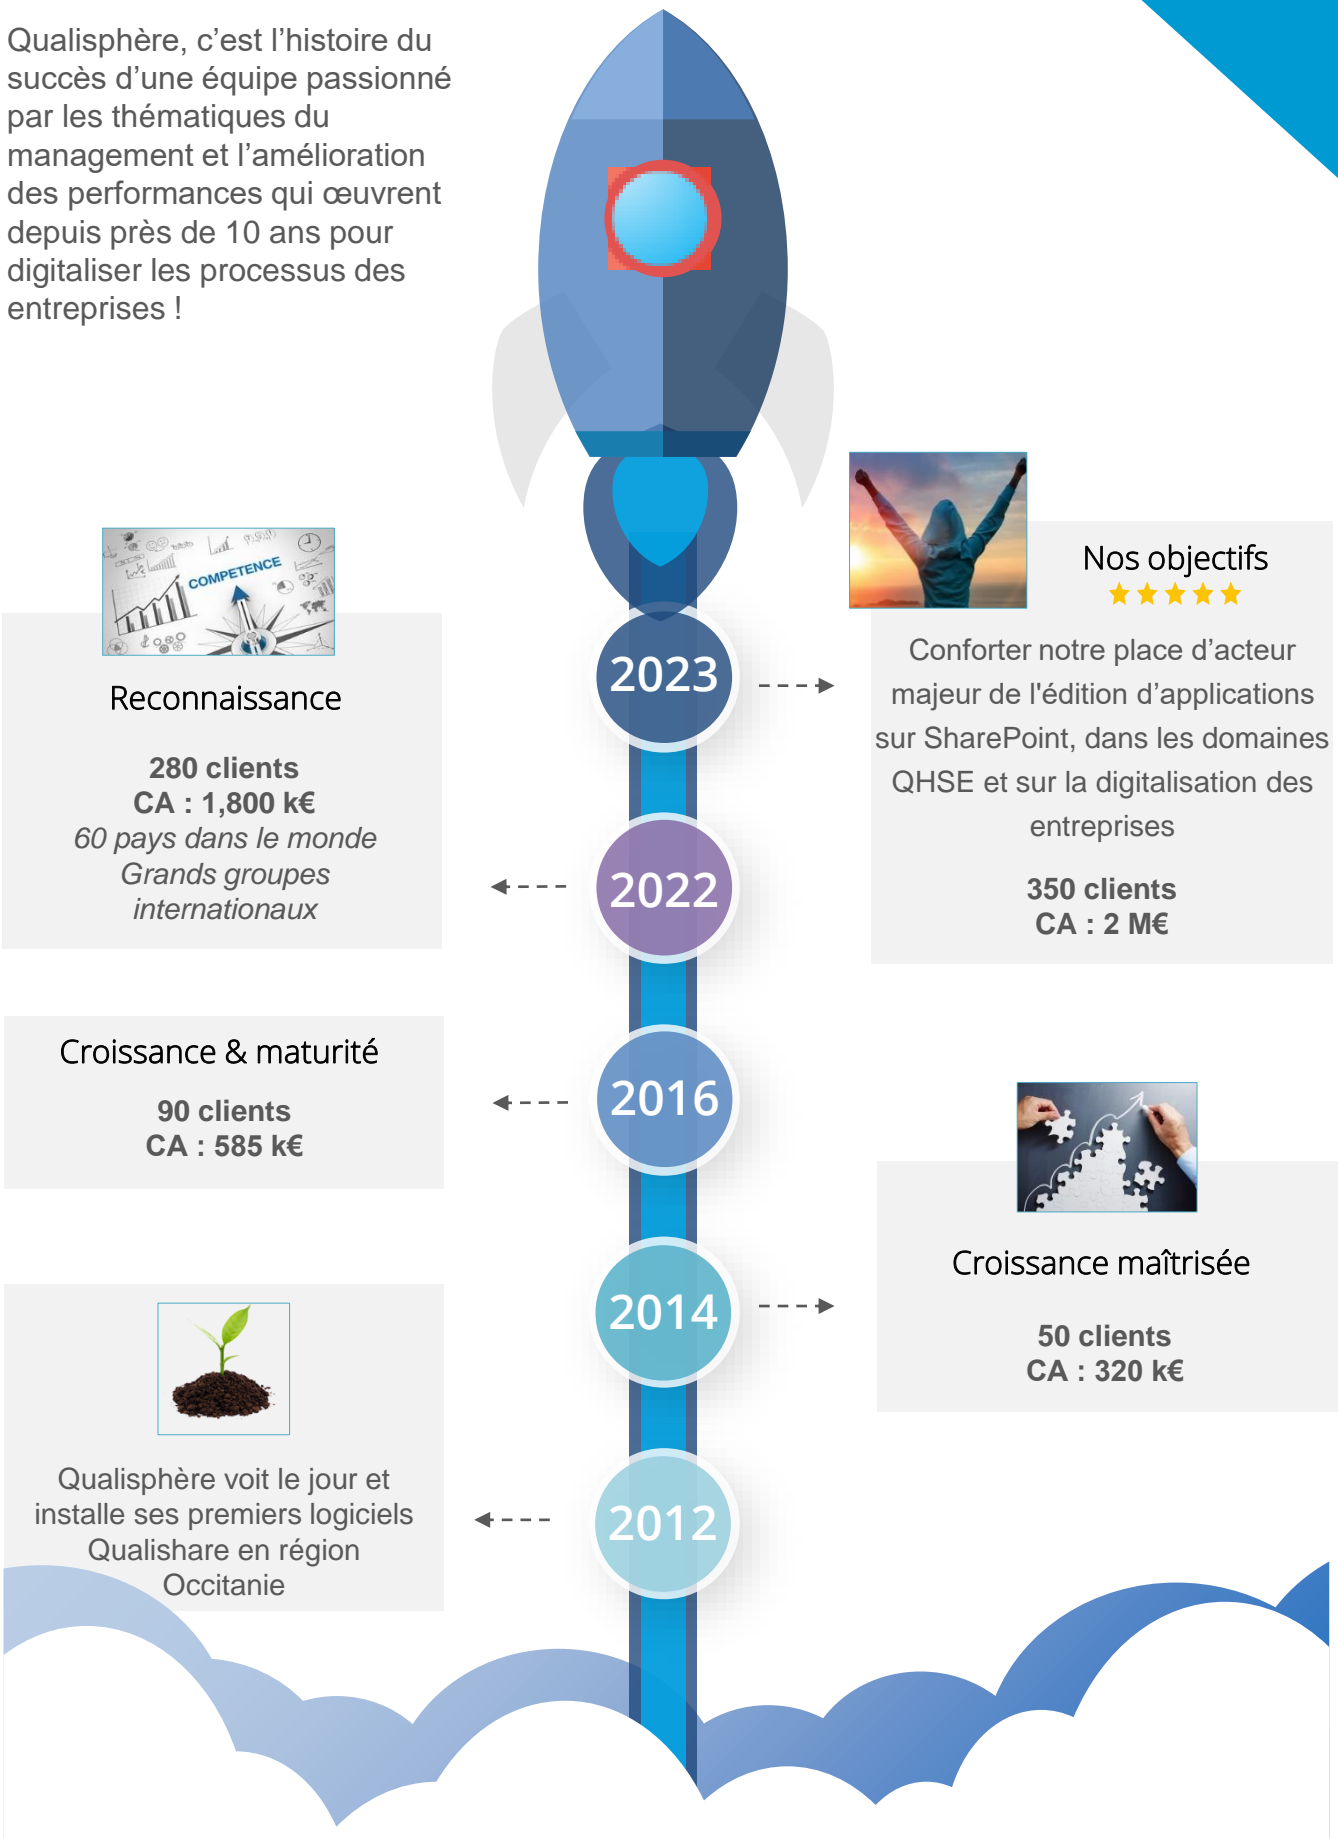 Qualisphère, c’est l’histoire du
succès d’une équipe passionné
par les thématiques du
management et l’amélioration
des performances qui œuvrent
depuis près de 10 ans pour
digitaliser les processus des
entreprises !
Nos objectifs
Conforter notre place d’acteur
majeur de l'édition d’applications
sur SharePoint, dans les domaines
QHSE et sur la digitalisation des
entreprises
350 clients
CA : 2 M€
2023
COMPETENCE
Reconnaissance
280 clients
CA : 1,800 k€
60 pays dans le monde
Grands groupes
internationaux
2022
Croissance & maturité
90 clients
CA : 585 k€
2016
2014
Croissance maîtrisée
50 clients
CA : 320 k€
Qualisphère voit le jour et
installe ses premiers logiciels
Qualishare en région
Occitanie
2012